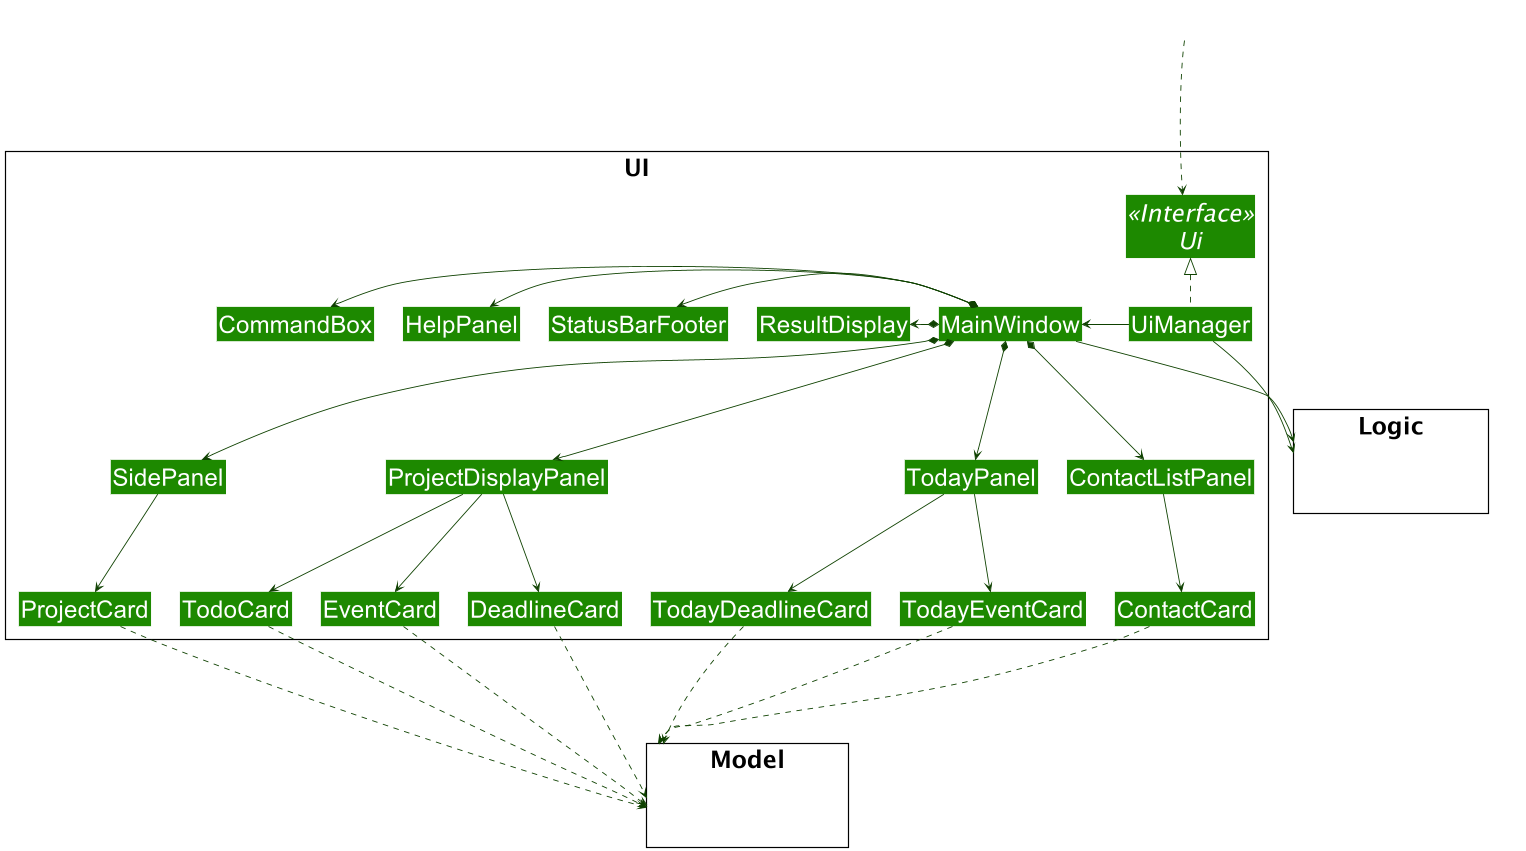 UI
«Interface»
Ui
CommandBox
HelpPanel
StatusBarFooter
ResultDisplay
MainWindow
UiManager
Logic
SidePanel
ProjectDisplayPanel
TodayPanel
ContactListPanel
ProjectCard
TodoCard
EventCard
DeadlineCard
TodayDeadlineCard
TodayEventCard
ContactCard
Model